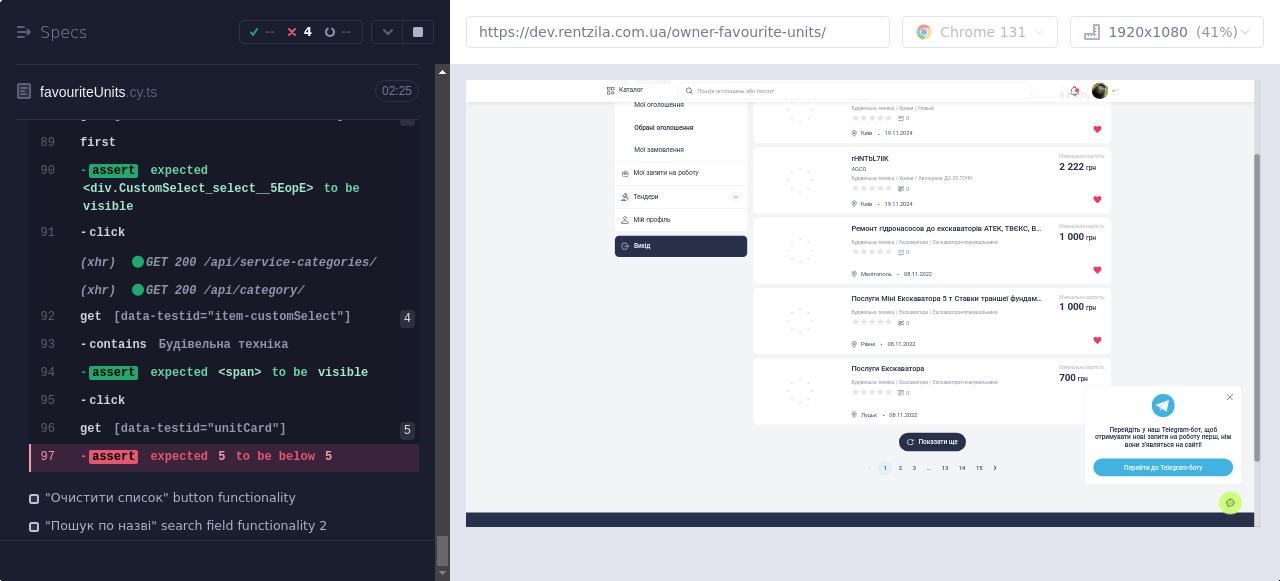 Specs
-- 4 --
favouriteUnits.cy.ts
02:25
89 first
90 -assert expected
<div.CustomSelect_select__5EopE> to be
visible
91 -click
(xhr) GET 200 /api/service-categories/
(xhr) GET 200 /api/category/
92 get [data-testid="item-customSelect"] 4
93 -contains Будівельна техніка
94 -assert expected <span> to be visible
95 -click
96 get [data-testid="unitCard"] 5
97 -assert expected 5 to be below 5
"Очистити список" button functionality
"Пошук по назві" search field functionality 2
https://dev.rentzila.com.ua/owner-favourite-units/
Chrome 131
1920x1080 (41%)
Каталог
Пошук оголошень або послуг
Мої оголошення
Обрані оголошення
Мої замовлення
Мої запити на роботу
Тендери
Мій профіль
Вихід
Будівельна техніка / Крани / Новый
0
Київ • 19.11.2024
rHNTbL7IIK
AGCO
Будівельна техніка / Крани / Автокрани ДО 25 ТОНН
0
Київ • 19.11.2024
Мінімальна вартість:
2 222 грн
Ремонт гідронасосов до екскаваторів АТЕК, ТВЄКС, В...
Будівельна техніка / Екскаватори / Екскаватори-планувальники
0
Мелітополь • 08.11.2022
Мінімальна вартість:
1 000 грн
Послуги Міні Екскаватора 5 т Ставки траншеї фундам...
Будівельна техніка / Екскаватори / Екскаватори-планувальники
0
Рівне • 08.11.2022
Мінімальна вартість:
1 000 грн
Послуги Екскаватора
Будівельна техніка / Екскаватори / Екскаватори-планувальники
0
Луцьк • 08.11.2022
Мінімальна вартість:
700 грн
Показати ще
1 2 3 ... 13 14 15
Перейдіть у наш Telegram-бот, щоб
отримувати нові запити на роботу перш, ніж
вони з'являться на сайті!
Перейти до Telegram-боту